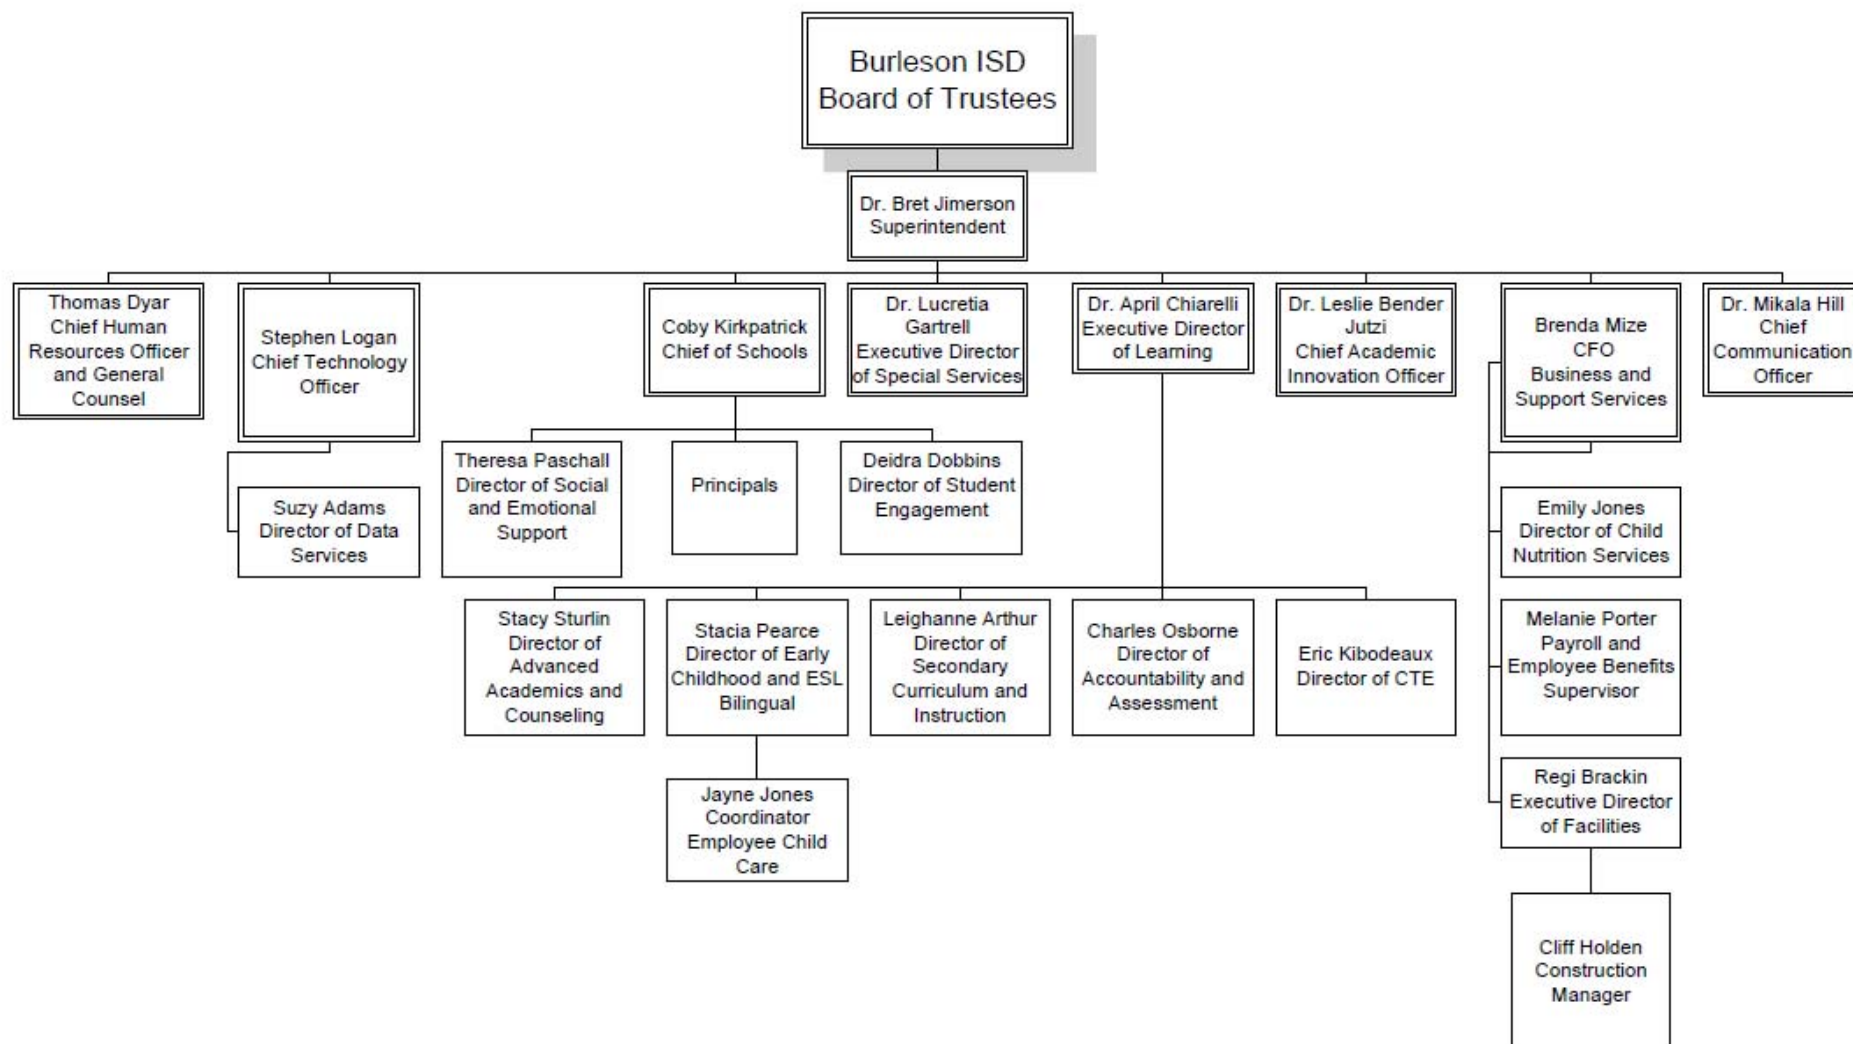 Burleson ISD
Board of Trustees
Dr. Bret Jimerson
Superintendent
Thomas Dyar
Chief Human
Resources Officer
and General
Counsel
Stephen Logan
Chief Technology
Officer
Coby Kirkpatrick
Chief of Schools
Dr. Lucretia
Gartrell
Executive Director
of Special Services
Dr. April Chiarelli
Executive Director
of Learning
Dr. Leslie Bender
Jutzi
Chief Academic
Innovation Officer
Brenda Mize
CFO
Business and
Support Services
Dr. Mikala Hill
Chief
Communication
Officer
Suzy Adams
Director of Data
Services
Theresa Paschall
Director of Social
and Emotional
Support
Principals
Deidra Dobbins
Director of Student
Engagement
Emily Jones
Director of Child
Nutrition Services
Stacy Sturlin
Director of
Advanced
Academics and
Counseling
Stacia Pearce
Director of Early
Childhood and ESL
Bilingual
Leighanne Arthur
Director of
Secondary
Curriculum and
Instruction
Charles Osborne
Director of
Accountability and
Assessment
Eric Kibodeaux
Director of CTE
Melanie Porter
Payroll and
Employee Benefits
Supervisor
Jayne Jones
Coordinator
Employee Child
Care
Regi Brackin
Executive Director
of Facilities
Cliff Holden
Construction
Manager